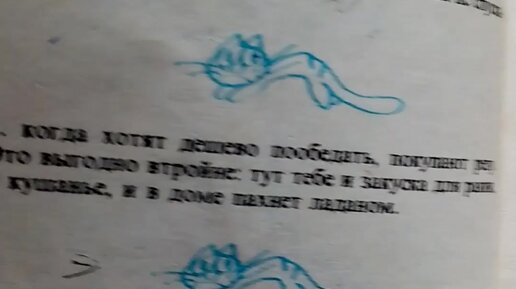 . когда хотят дешево пообедать, покупают
Это выгодно втройне: тут тебе и закуска для
кушанье, и в доме пахнет ладаном.